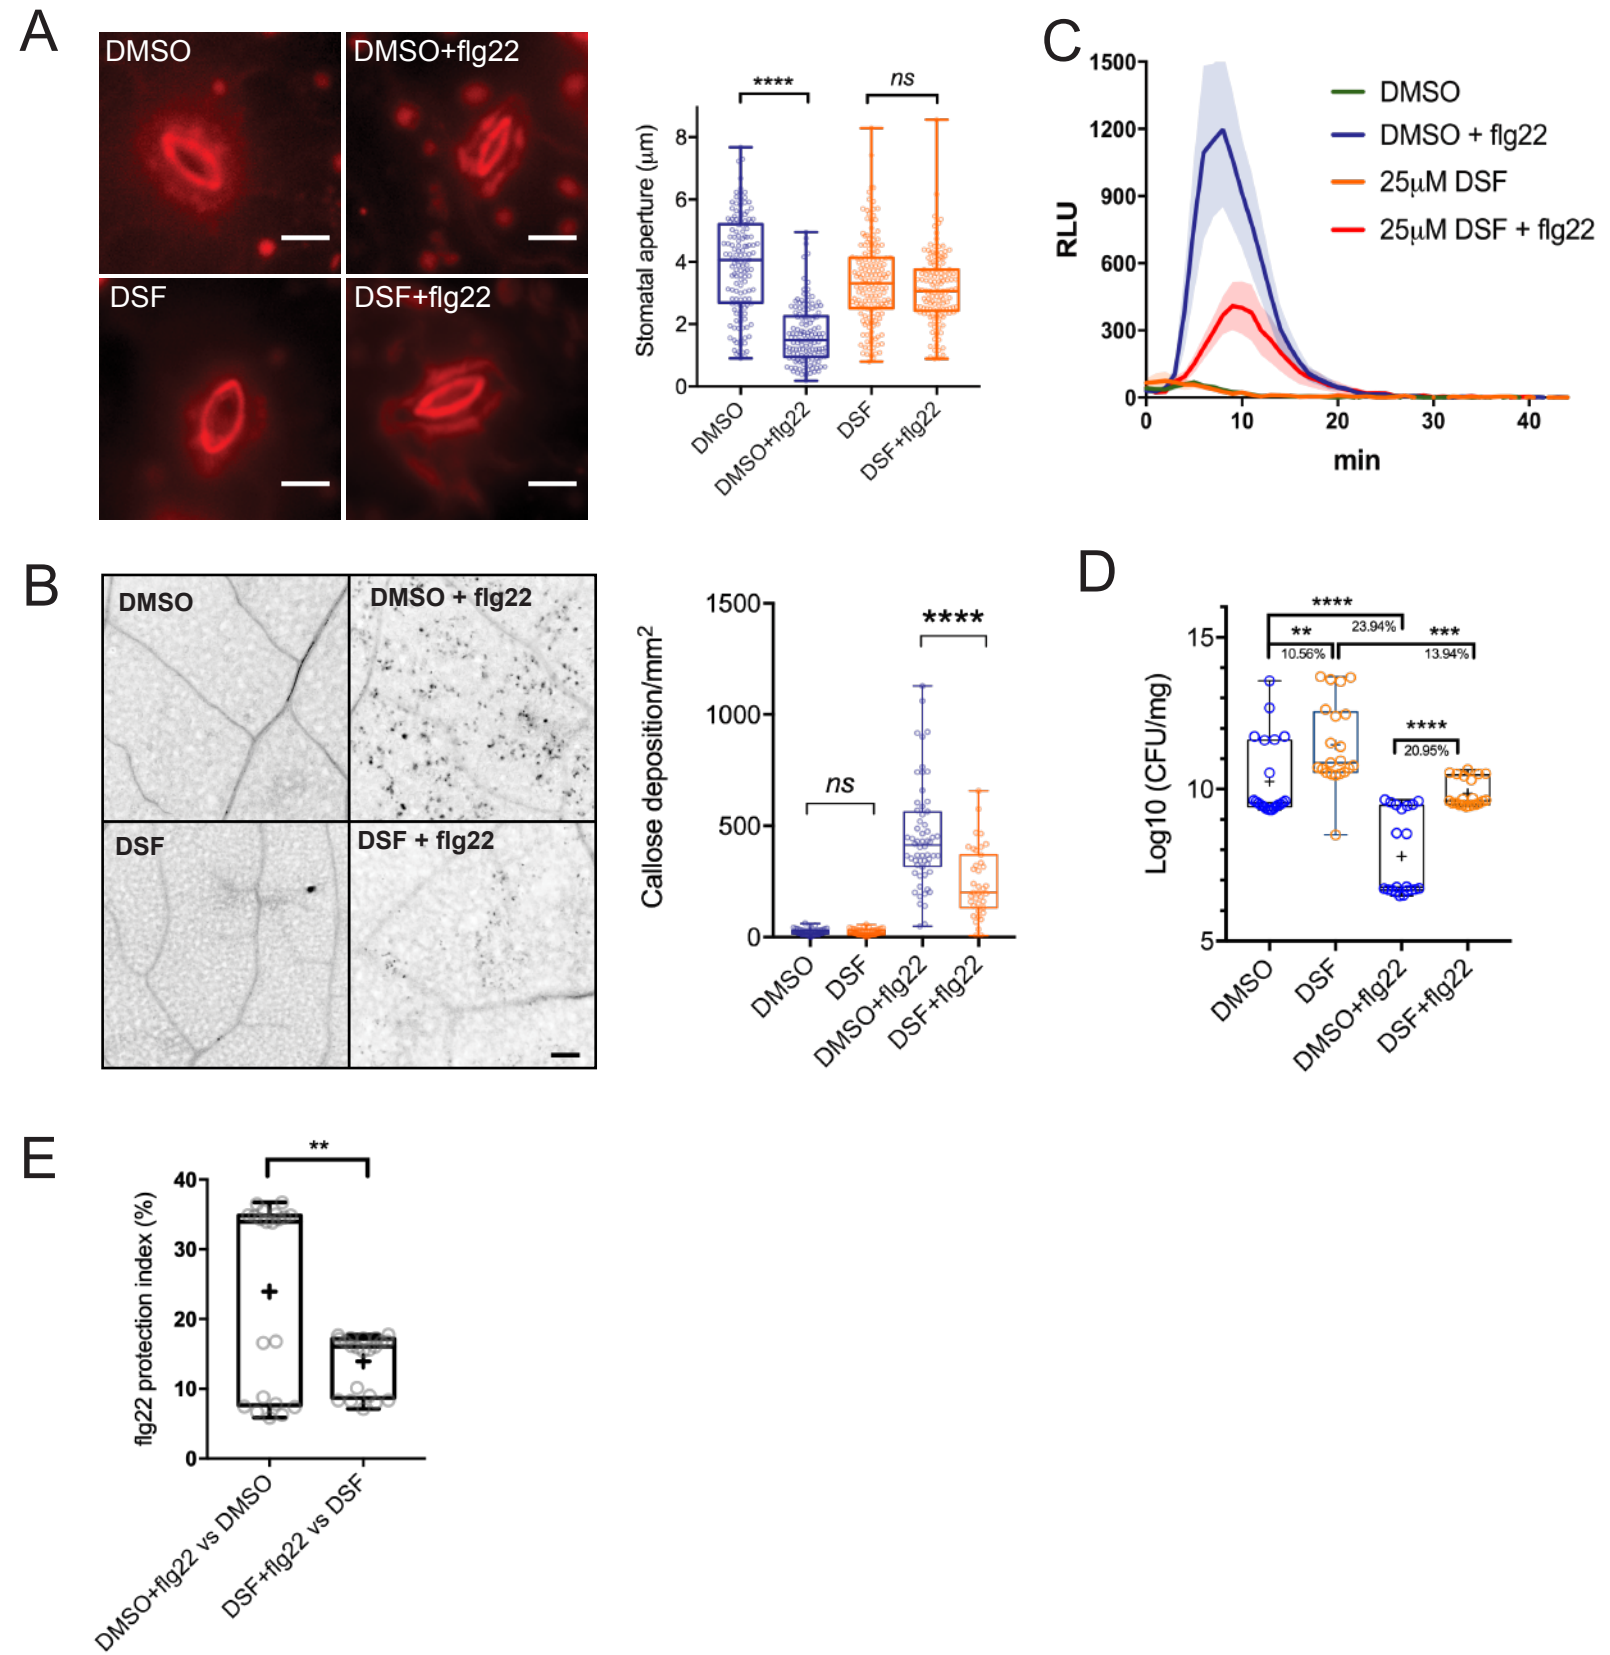 A
DMSO
DMSO+flg22
DSF
DSF+flg22
Stomatal aperture (μm)
8
6
4
2
0
****
ns
DMSO
DMSO+flg22
DSF
DSF+flg22
C
RLU
1500
1200
900
600
300
0
0
10
20
30
40
min
DMSO
DMSO + flg22
25μM DSF
25μM DSF + flg22
B
DMSO
DMSO + flg22
DSF
DSF + flg22
Callose deposition/mm2
1500
1000
500
0
ns
****
DMSO
DSF
DMSO+flg22
DSF+flg22
D
Log10 (CFU/mg)
15
10
5
****
23.94%
**
10.56%
***
13.94%
****
20.95%
DMSO
DSF
DMSO+flg22
DSF+flg22
E
flg22 protection index (%)
40
30
20
10
0
**
DMSO+flg22 vs DMSO
DSF+flg22 vs DSF